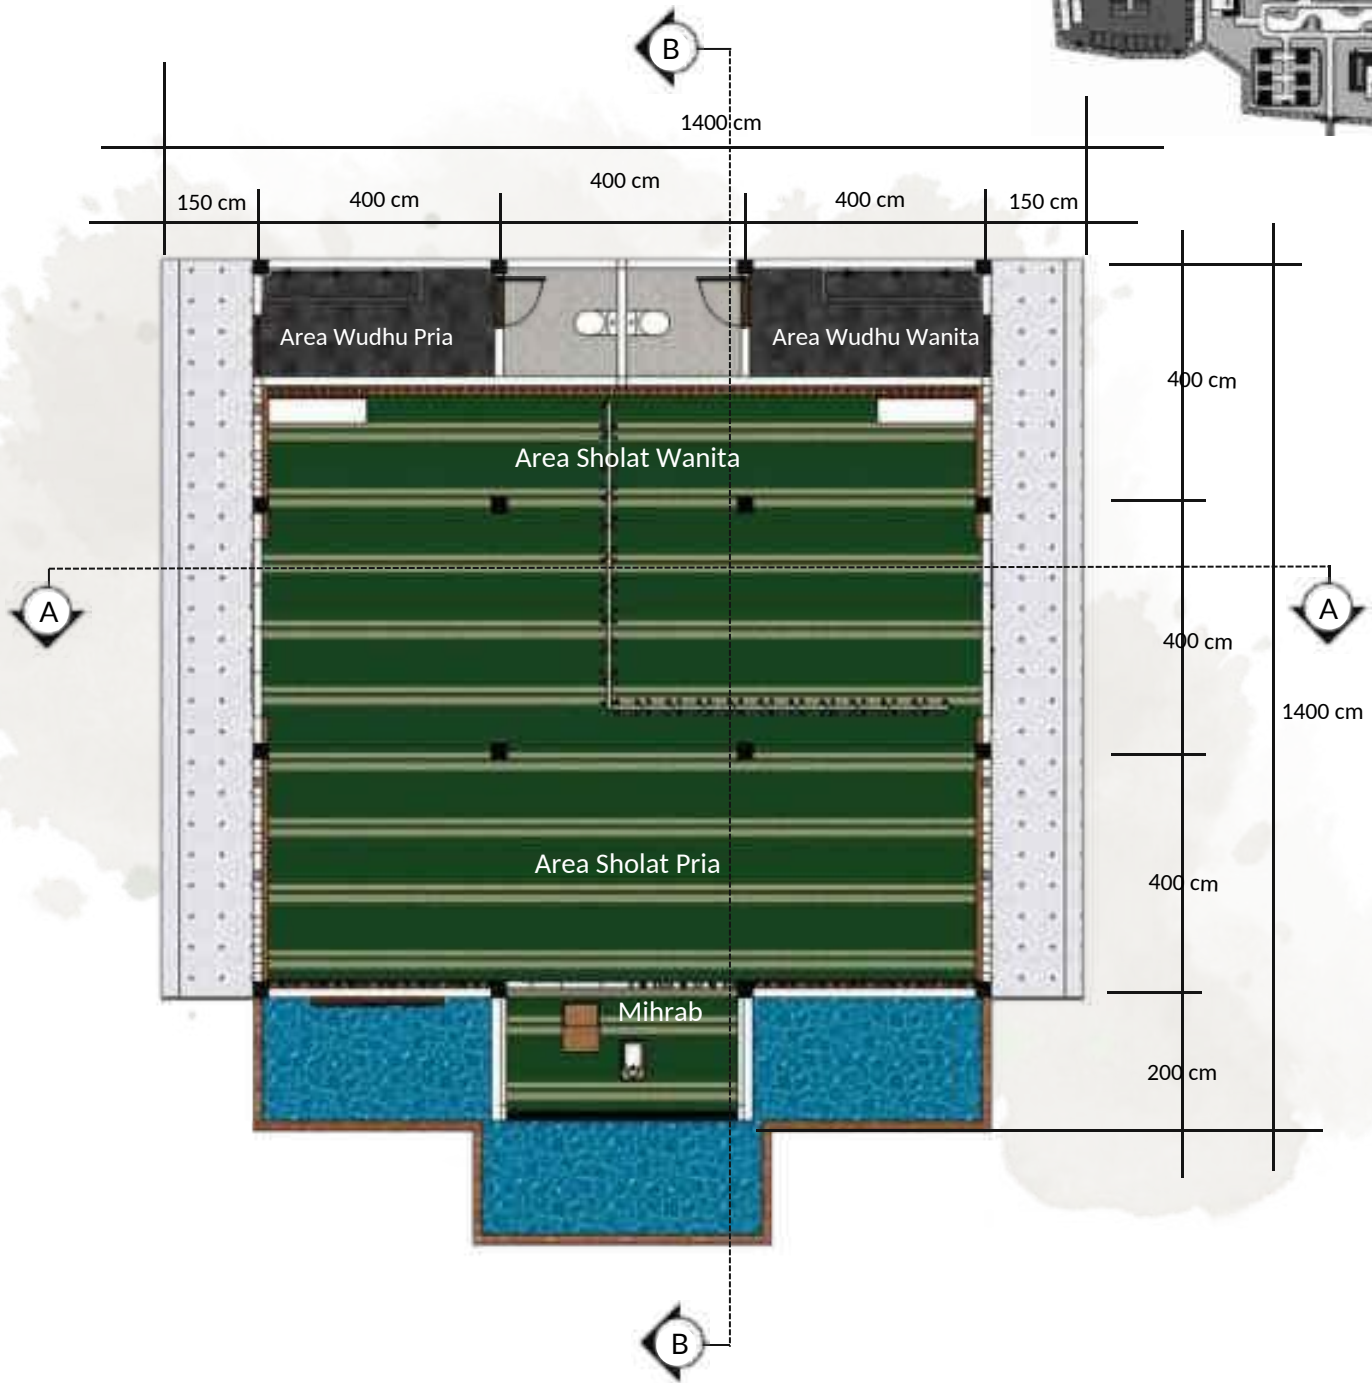 B
1400 cm
400 cm
150 cm
400 cm
400 cm
150 cm
Area Wudhu Pria
Area Wudhu Wanita
400 cm
Area Sholat Wanita
A
A
400 cm
1400 cm
Area Sholat Pria
400 cm
Mihrab
200 cm
B